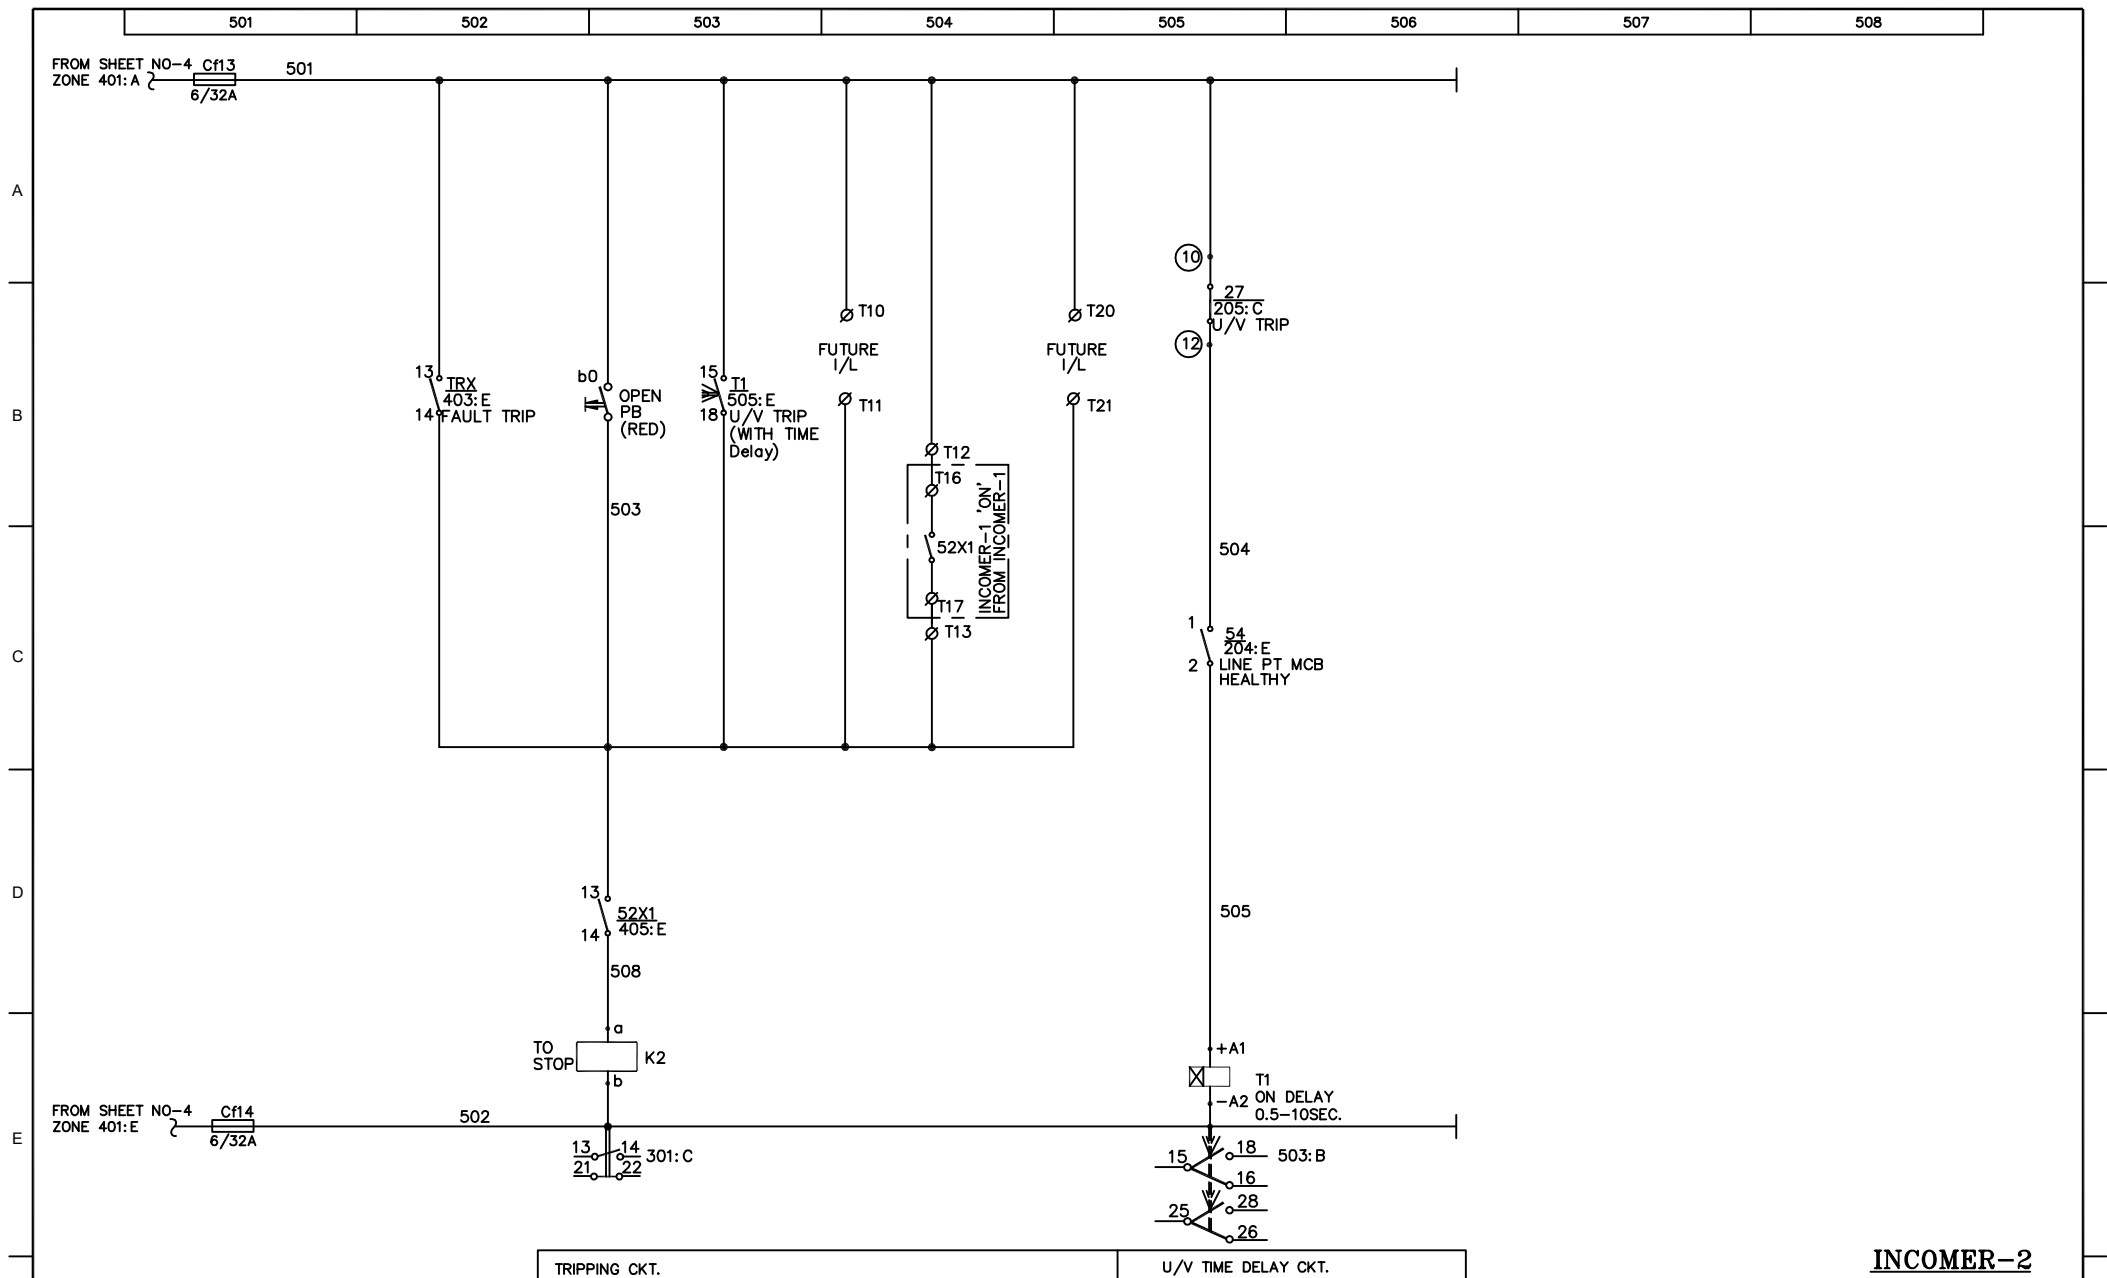 501 502 503 504 505 506 507 508
FROM SHEET NO-4
ZONE 401:A
Cf13
6/32A
501
A
B
C
D
E
10
27
205:C
U/V TRIP
12
13
TRX
403:E
14
FAULT TRIP
b0
OPEN
PB
(RED)
15
T1
505:E
18
U/V TRIP
(WITH TIME
Delay)
T10
FUTURE
I/L
T11
T20
FUTURE
I/L
T21
T12
T16
52X1
T17
T13
INCOMER-1 'ON'
FROM INCOMER-1
503
504
1
54
204:E
2
LINE PT MCB
HEALTHY
13
52X1
405:E
14
508
505
a
TO
STOP
K2
b
+A1
T1
ON DELAY
0.5-10SEC.
-A2
FROM SHEET NO-4
ZONE 401:E
Cf14
6/32A
502
13 14 301:C
21 22
15 18 503:B
16
25 28
26
TRIPPING CKT.
U/V TIME DELAY CKT.
INCOMER-2